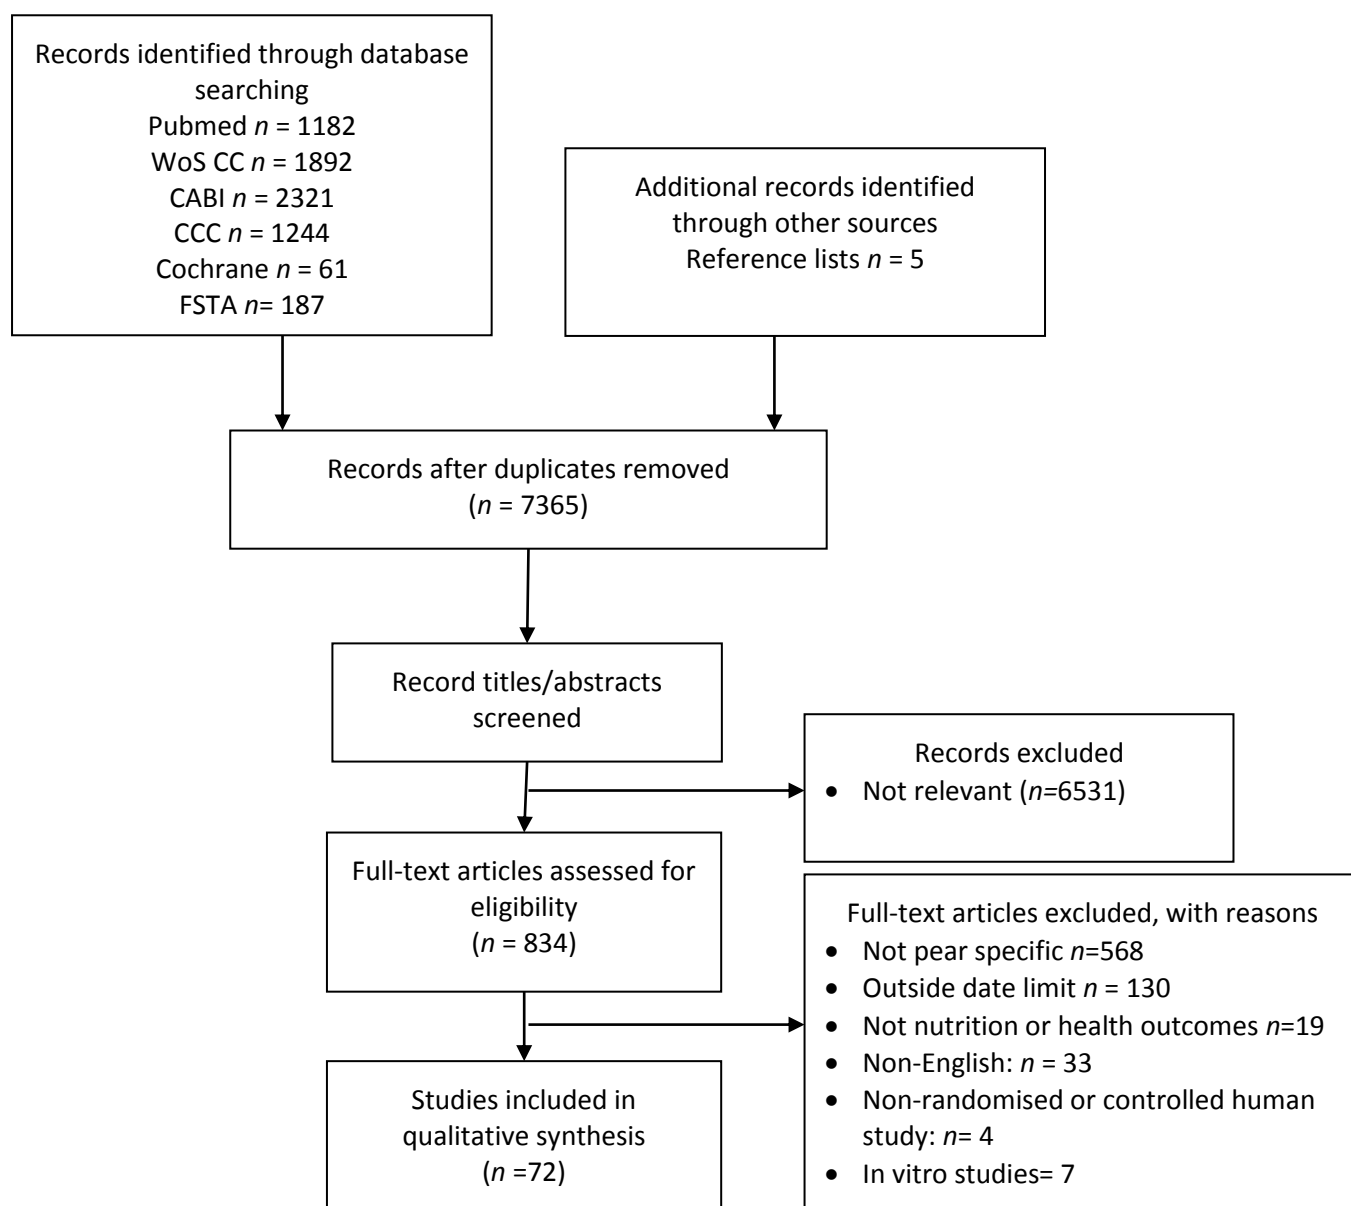 Records identified through database
searching
Pubmed n = 1182
WoS CC n = 1892
CABI n = 2321
CCC n = 1244
Cochrane n = 61
FSTA n= 187
Additional records identified
through other sources
Reference lists n = 5
Records after duplicates removed
(n = 7365)
Record titles/abstracts
screened
Records excluded
• Not relevant (n=6531)
Full-text articles assessed for
eligibility
(n = 834)
Full-text articles excluded, with reasons
• Not pear specific n=568
• Outside date limit n = 130
• Not nutrition or health outcomes n=19
• Non-English: n = 33
• Non-randomised or controlled human
study: n= 4
• In vitro studies= 7
Studies included in
qualitative synthesis
(n =72)